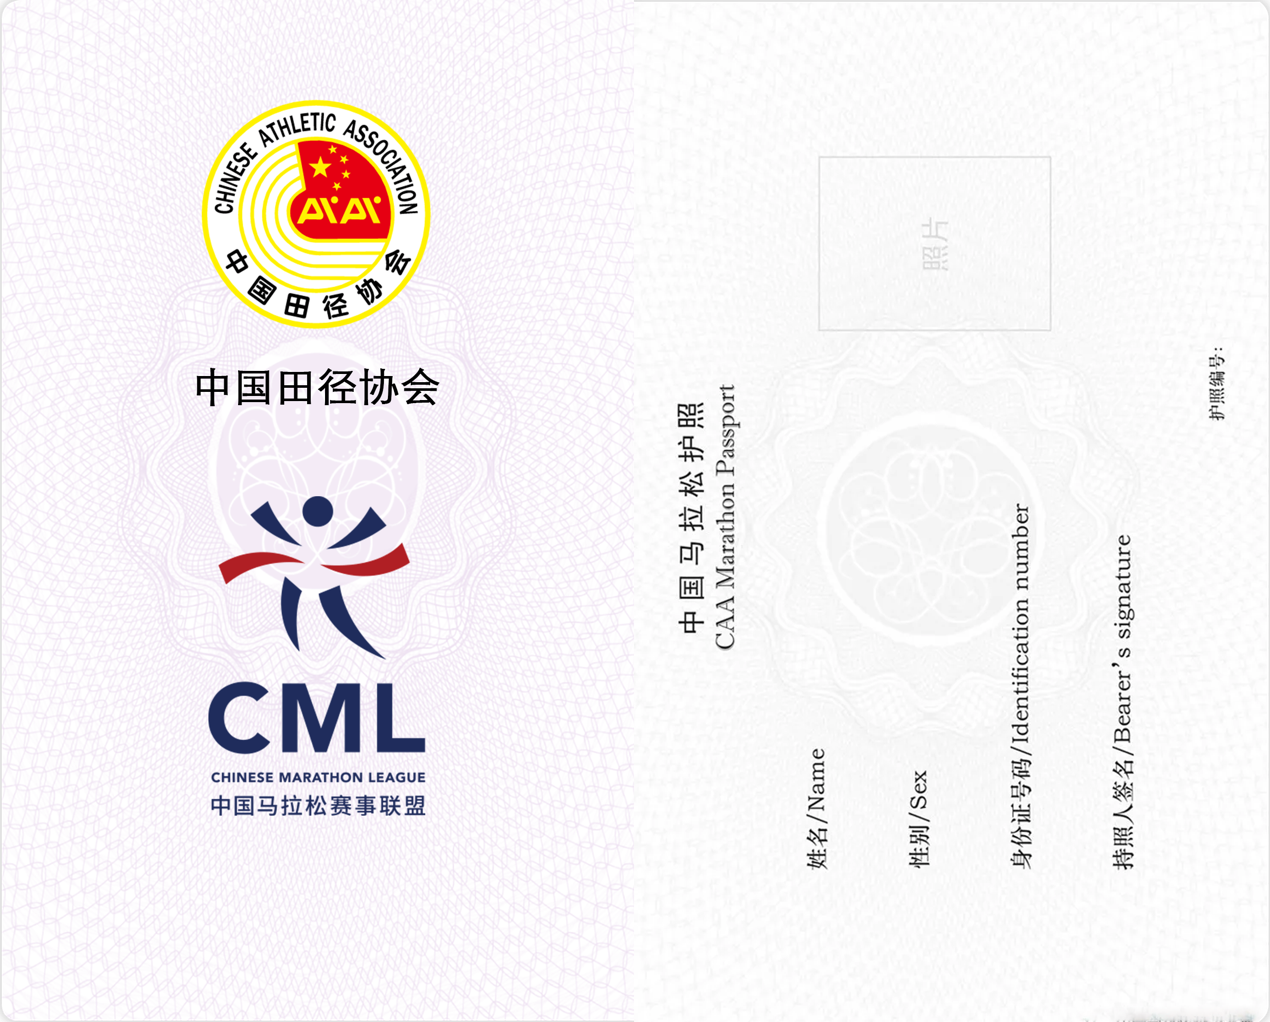 CHINESE ATHLETIC ASSOCIATION
中国田径协会
中国田径协会
CML
CHINESE MARATHON LEAGUE
中国马拉松赛事联盟
中国马拉松护照
CAA Marathon Passport
照片
姓名/Name
性别/Sex
身份证号码/Identification number
持照人签名/Bearer's signature
护照编号：